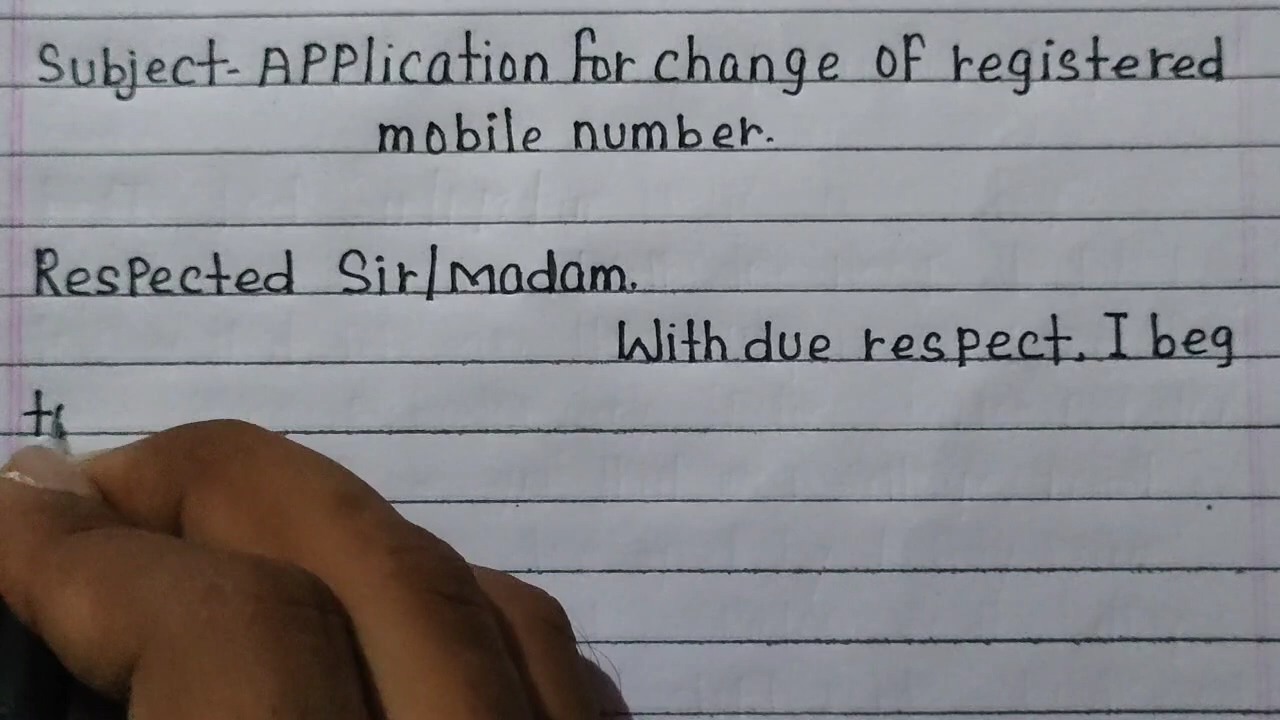 Subject- Application for change of registered
mobile number.
Respected Sir/madam.
With due respect, I beg